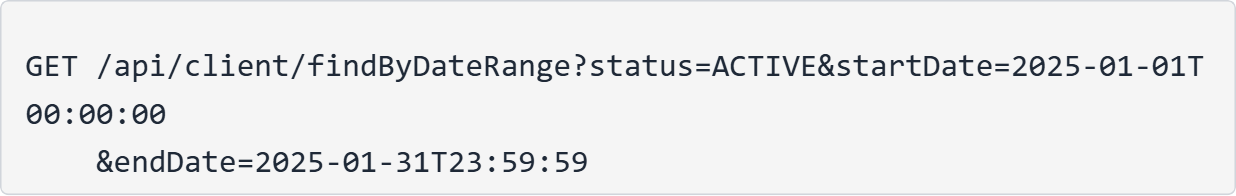 GET /api/client/findByDateRange?status=ACTIVE&startDate=2025-01-01T
00:00:00
    &endDate=2025-01-31T23:59:59